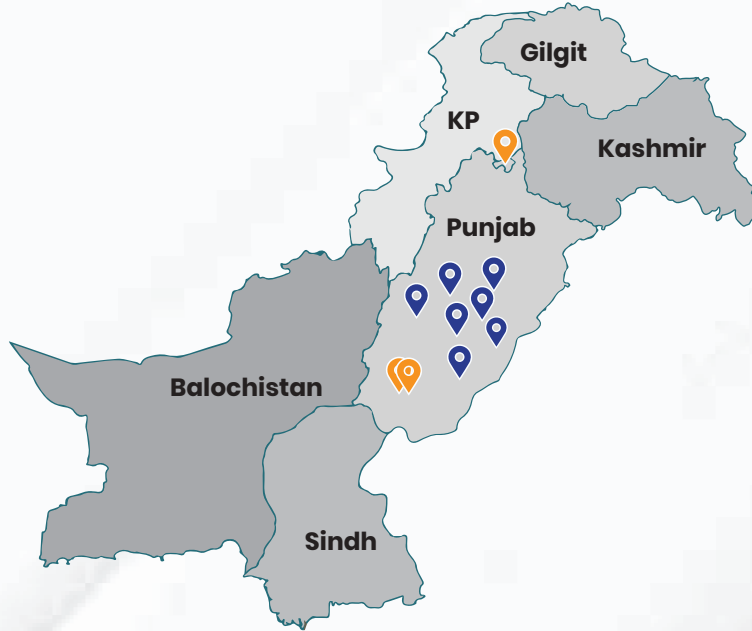 Gilgit
KP
Kashmir
Punjab
Balochistan
Sindh